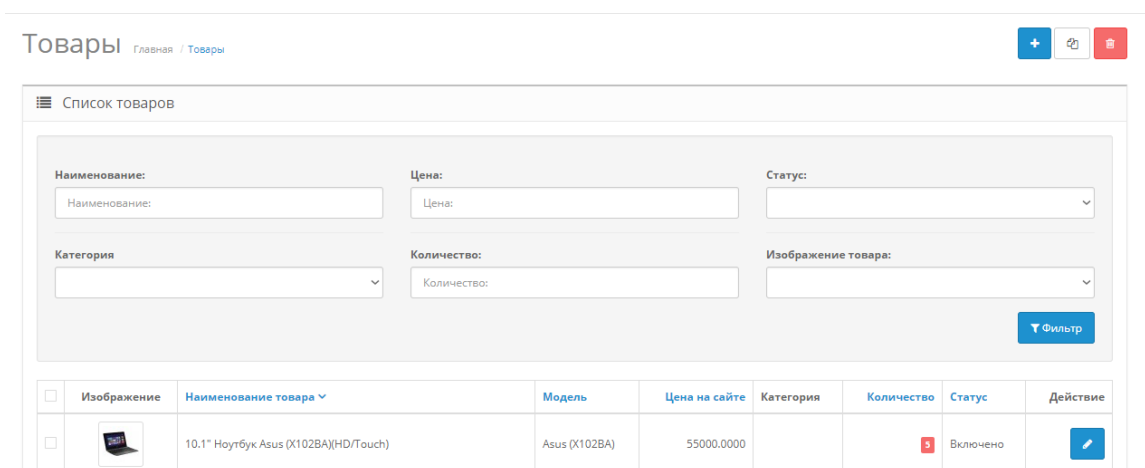 Товары Главная / Товары
Список товаров
Наименование: Цена: Статус:
Наименование: Цена:
Категория Количество: Изображение товара:
Количество:
Фильтр
Изображение Наименование товара Модель Цена на сайте Категория Количество Статус Действие
10.1" Ноутбук Asus (X102BA)(HD/Touch) Asus (X102BA) 55000.0000 5 Включено